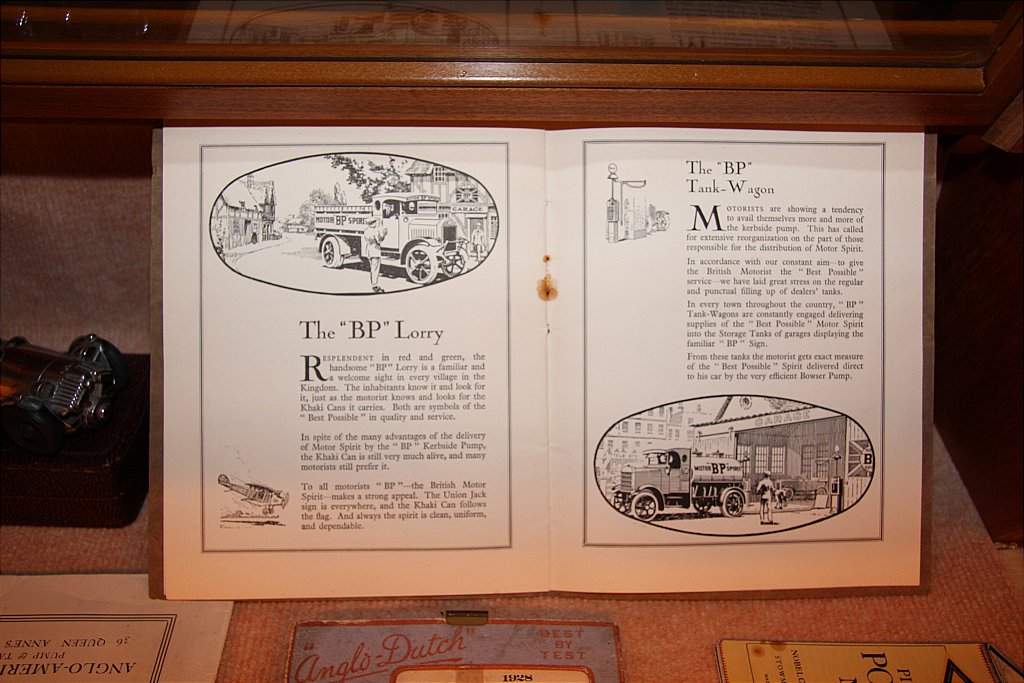 MOTOR BP SPIRIT
GARAGE
The "BP" Lorry
RESPLENDENT in red and green, the
handsome "BP" Lorry is a familiar and
a welcome sight in every village in the
Kingdom. The inhabitants know it and look for
it, just as the motorist knows and looks for the
Khaki Cans it carries. Both are symbols of the
"Best Possible" in quality and service.
In spite of the many advantages of the delivery
of Motor Spirit by the "BP" Kerbside Pump,
the Khaki Can is still very much alive, and many
motorists still prefer it.
To all motorists "BP"—the British Motor
Spirit—makes a strong appeal. The Union Jack
sign is everywhere, and the Khaki Can follows
the flag. And always the spirit is clean, uniform,
and dependable.
The "BP"
Tank-Wagon
MOTORISTS are showing a tendency
to avail themselves more and more of
the kerbside pump. This has called
for extensive reorganization on the part of those
responsible for the distribution of Motor Spirit.
In accordance with our constant aim—to give
the British Motorist the "Best Possible"
service—we have laid great stress on the regular
and punctual filling up of dealers' tanks.
In every town throughout the country, "BP"
Tank-Wagons are constantly engaged delivering
supplies of the "Best Possible" Motor Spirit
into the Storage Tanks of garages displaying the
familiar "BP" Sign.
From these tanks the motorist gets exact measure
of the "Best Possible" Spirit delivered direct
to his car by the very efficient Bowser Pump.
GARAGE
MOTOR BP SPIRIT
B
36 QUEEN ANNE'S
PUMP & TA
ANGLO-AMERI
"Anglo Dutch"
BEST
BY
TEST
1928
NOBEL
STOWM